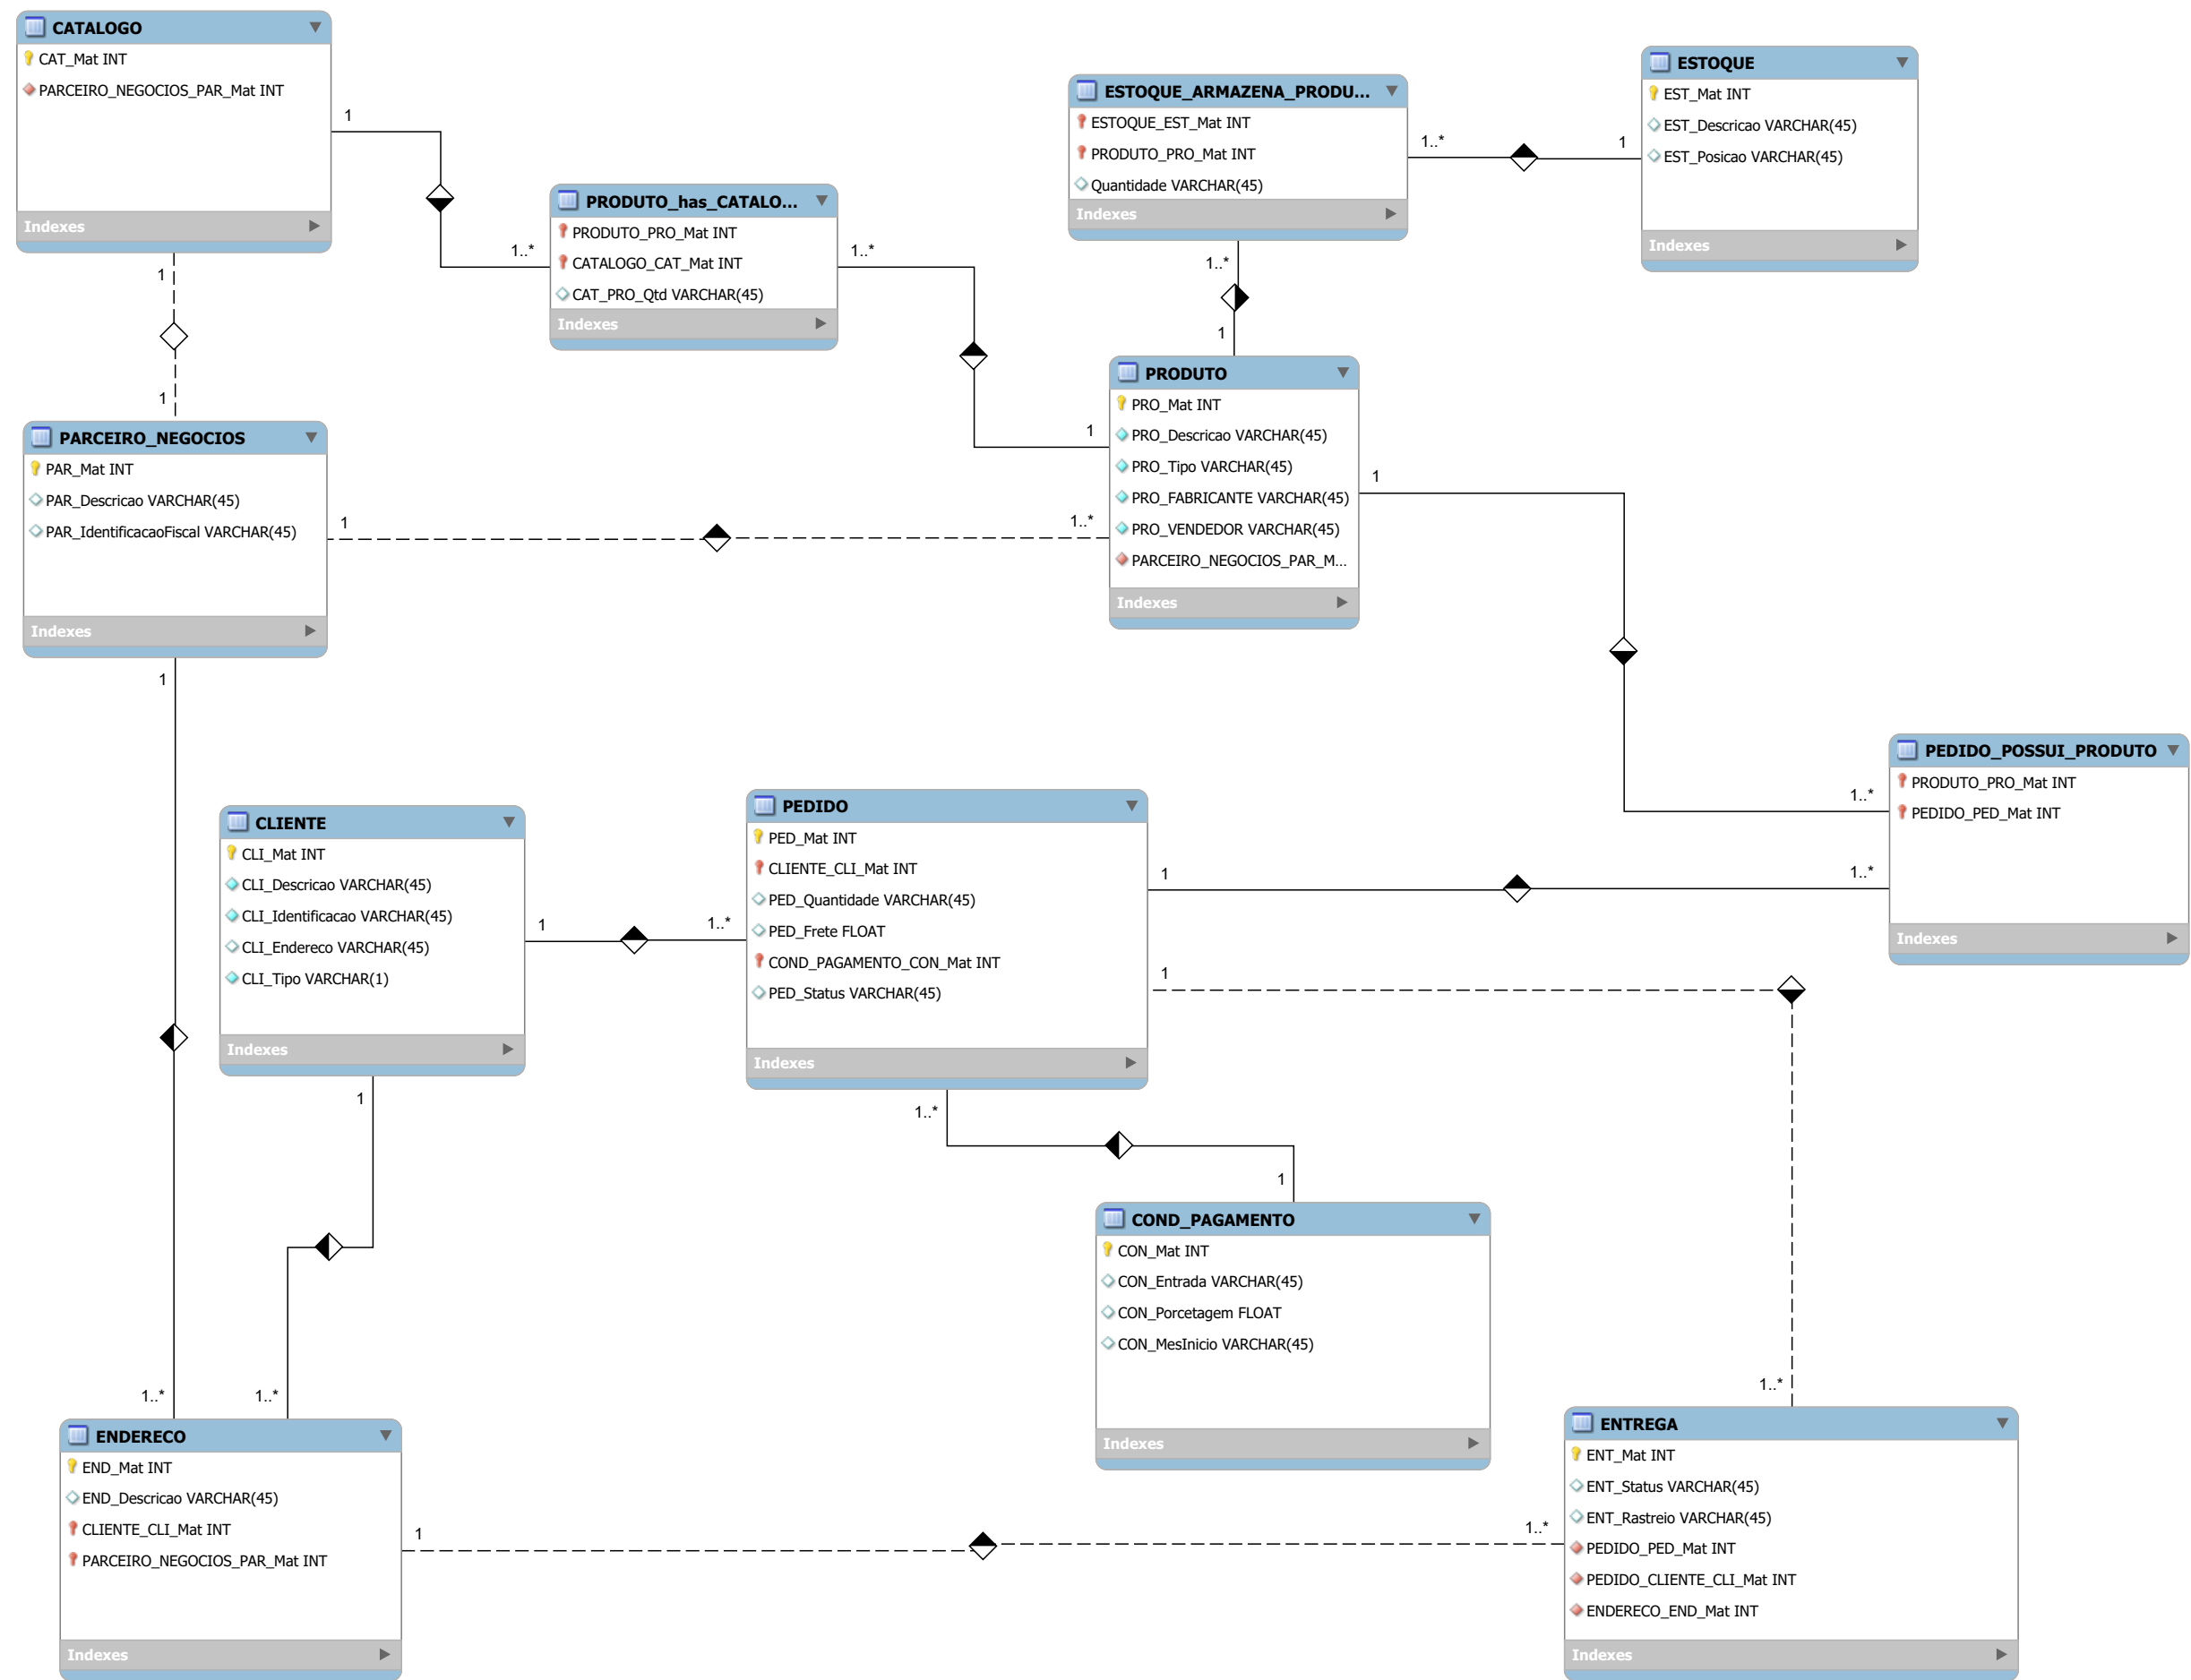 CATALOGO
CAT_Mat INT
PARCEIRO_NEGOCIOS_PAR_Mat INT
Indexes
1
1
1
1..*
PRODUTO_has_CATALO...
PRODUTO_PRO_Mat INT
CATALOGO_CAT_Mat INT
CAT_PRO_Qtd VARCHAR(45)
Indexes
1..*
1
ESTOQUE_ARMAZENA_PRODU...
ESTOQUE_EST_Mat INT
PRODUTO_PRO_Mat INT
Quantidade VARCHAR(45)
Indexes
1..*
1
1..*
1
ESTOQUE
EST_Mat INT
EST_Descricao VARCHAR(45)
EST_Posicao VARCHAR(45)
Indexes
PARCEIRO_NEGOCIOS
PAR_Mat INT
PAR_Descricao VARCHAR(45)
PAR_IdentificacaoFiscal VARCHAR(45)
Indexes
1
1..*
1
PRODUTO
PRO_Mat INT
PRO_Descricao VARCHAR(45)
PRO_Tipo VARCHAR(45)
PRO_FABRICANTE VARCHAR(45)
PRO_VENDEDOR VARCHAR(45)
PARCEIRO_NEGOCIOS_PAR_M...
Indexes
1
1..*
PEDIDO_POSSUI_PRODUTO
PRODUTO_PRO_Mat INT
PEDIDO_PED_Mat INT
Indexes
1..*
CLIENTE
CLI_Mat INT
CLI_Descricao VARCHAR(45)
CLI_Identificacao VARCHAR(45)
CLI_Endereco VARCHAR(45)
CLI_Tipo VARCHAR(1)
Indexes
1
1..*
1
PEDIDO
PED_Mat INT
CLIENTE_CLI_Mat INT
PED_Quantidade VARCHAR(45)
PED_Frete FLOAT
COND_PAGAMENTO_CON_Mat INT
PED_Status VARCHAR(45)
Indexes
1
1
1..*
1
COND_PAGAMENTO
CON_Mat INT
CON_Entrada VARCHAR(45)
CON_Porcetagem FLOAT
CON_MesInicio VARCHAR(45)
Indexes
1..*
1..*
1..*
ENDERECO
END_Mat INT
END_Descricao VARCHAR(45)
CLIENTE_CLI_Mat INT
PARCEIRO_NEGOCIOS_PAR_Mat INT
Indexes
1
1..*
ENTREGA
ENT_Mat INT
ENT_Status VARCHAR(45)
ENT_Rastreio VARCHAR(45)
PEDIDO_PED_Mat INT
PEDIDO_CLIENTE_CLI_Mat INT
ENDERECO_END_Mat INT
Indexes